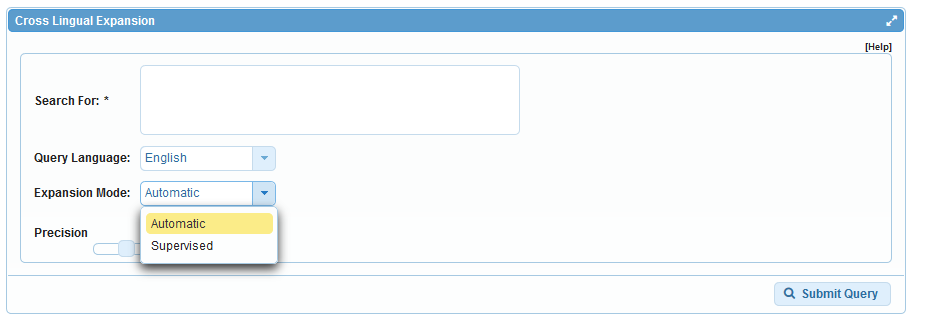 Cross Lingual Expansion
[Help]
Search For: *
Query Language: English
Expansion Mode: Automatic
Automatic
Supervised
Precision
Submit Query